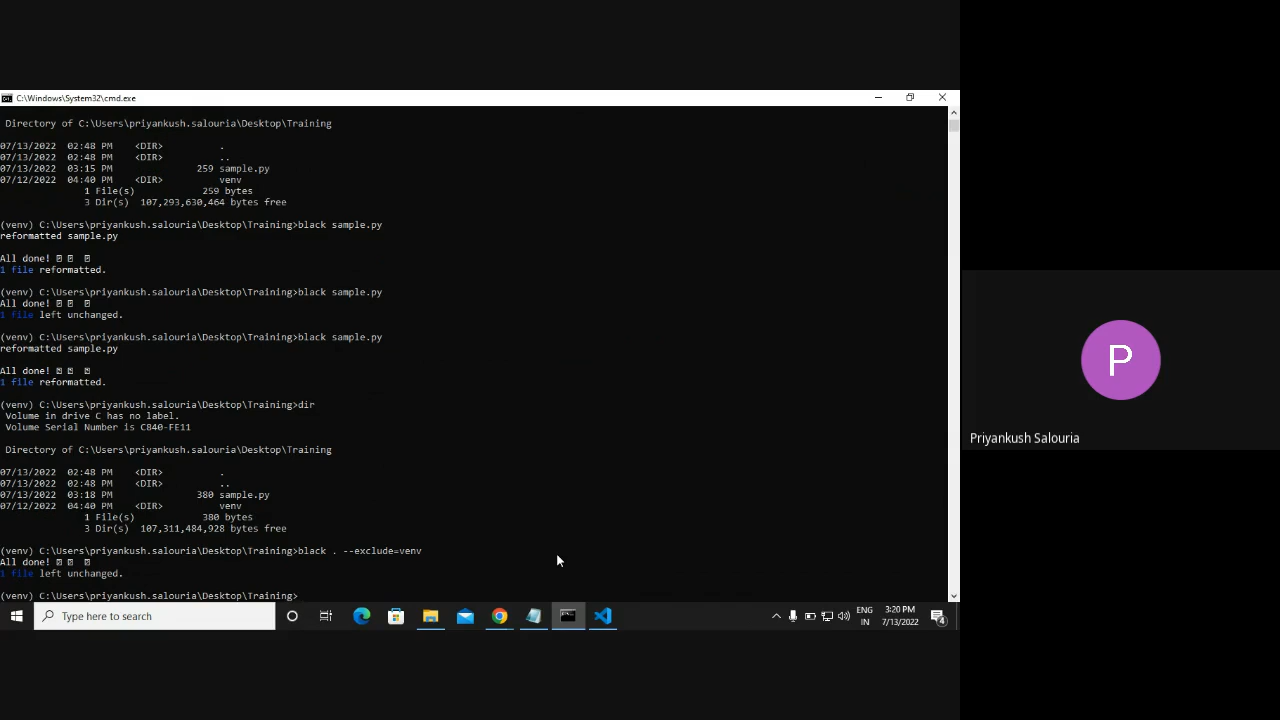 C:\Windows\System32\cmd.exe
Directory of C:\Users\priyankush.salouria\Desktop\Training
07/13/2022 02:48 PM <DIR> .
07/13/2022 02:48 PM <DIR> ..
07/13/2022 03:15 PM 259 sample.py
07/12/2022 04:40 PM <DIR> venv
1 File(s) 259 bytes
3 Dir(s) 107,293,630,464 bytes free
(venv) C:\Users\priyankush.salouria\Desktop\Training>black sample.py
reformatted sample.py
All done!
1 file reformatted.
(venv) C:\Users\priyankush.salouria\Desktop\Training>black sample.py
All done!
1 file left unchanged.
(venv) C:\Users\priyankush.salouria\Desktop\Training>black sample.py
reformatted sample.py
All done!
1 file reformatted.
(venv) C:\Users\priyankush.salouria\Desktop\Training>dir
Volume in drive C has no label.
Volume Serial Number is C840-FE11
Directory of C:\Users\priyankush.salouria\Desktop\Training
07/13/2022 02:48 PM <DIR> .
07/13/2022 02:48 PM <DIR> ..
07/13/2022 03:18 PM 380 sample.py
07/12/2022 04:40 PM <DIR> venv
1 File(s) 380 bytes
3 Dir(s) 107,311,484,928 bytes free
(venv) C:\Users\priyankush.salouria\Desktop\Training>black . --exclude=venv
All done!
1 file left unchanged.
(venv) C:\Users\priyankush.salouria\Desktop\Training>
Type here to search
ENG
IN
3:20 PM
7/13/2022
4
P
Priyankush Salouria